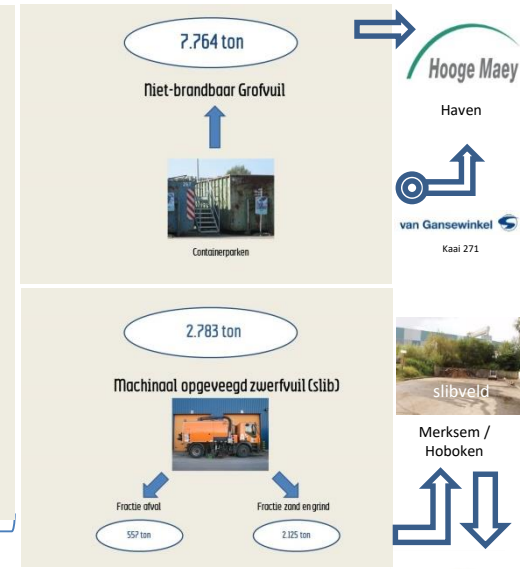 7.764 ton
Niet-brandbaar Grofvuil
Containerparken
Hooge Maey
Haven
van Gansewinkel
Kaai 271
2.783 ton
Machinaal opgeveegd zwerfvuil (slib)
Fractie afval
Fractie zand en grind
557 ton
2.125 ton
slibveld
Merksem /
Hoboken